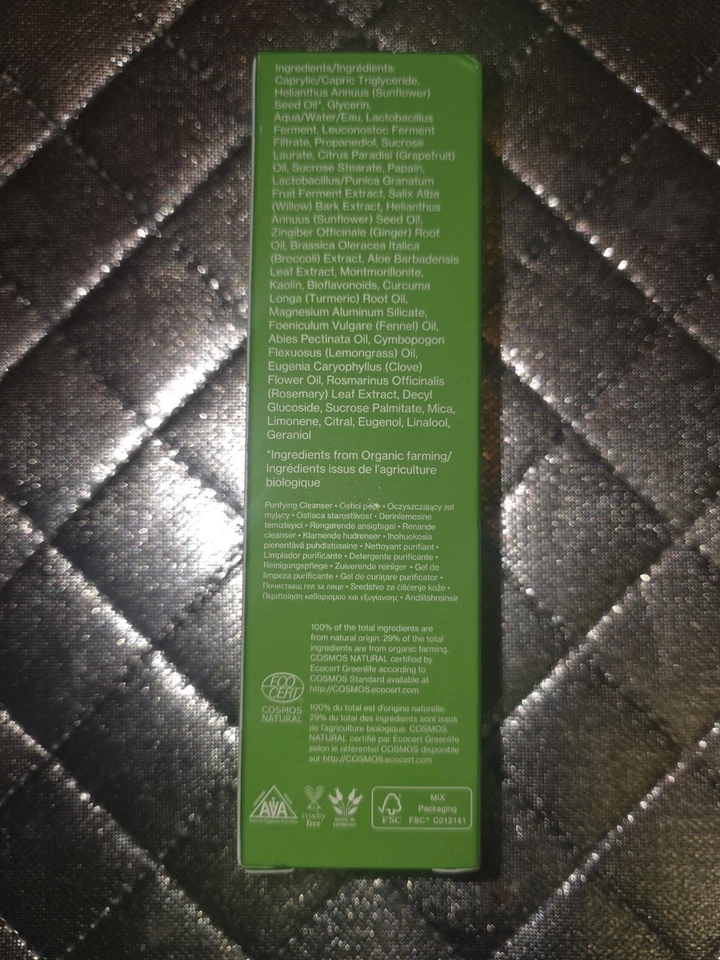 Ingredients/Ingrédients:
Caprylic/Capric Triglyceride,
Helianthus Annuus (Sunflower)
Seed Oil*, Glycerin,
Aqua/Water/Eau, Lactobacillus
Ferment, Leuconostoc Ferment
Filtrate, Propanediol, Sucrose
Laurate, Citrus Paradisi (Grapefruit)
Oil, Sucrose Stearate, Papain,
Lactobacillus/Punica Granatum
Fruit Ferment Extract, Salix Alba
(Willow) Bark Extract, Helianthus
Annuus (Sunflower) Seed Oil,
Zingiber Officinale (Ginger) Root
Oil, Brassica Oleracea Italica
(Broccoli) Extract, Aloe Barbadensis
Leaf Extract, Montmorillonite,
Kaolin, Bioflavonoids, Curcuma
Longa (Turmeric) Root Oil,
Magnesium Aluminum Silicate,
Foeniculum Vulgare (Fennel) Oil,
Abies Pectinata Oil, Cymbopogon
Flexuosus (Lemongrass) Oil,
Eugenia Caryophyllus (Clove)
Flower Oil, Rosmarinus Officinalis
(Rosemary) Leaf Extract, Decyl
Glucoside, Sucrose Palmitate, Mica,
Limonene, Citral, Eugenol, Linalool,
Geraniol
*Ingredients from Organic farming/
Ingrédients issus de l'agriculture
biologique
Purifying Cleanser • Čisticí • Oczyszczający żel
myjący • Čistiaca starostlivosť • Derinlemesine
temizleyici • Rengørende ansigtsgel • Renande
cleanser • Klarnende hudrenser • Ihohuokosia
pienentävä puhdistusaine • Nettoyant purifiant •
Limpiador purificante • Detergente purificante •
Reinigungspflege • Zuiverende reiniger • Gel de
limpeza purificante • Gel de curățare purificator •
Почистващ гел за лице • Sredstvo za čišćenje kože •
Περιποίηση καθαρισμού και εξυγίανσης • Andlitshreinsir
100% of the total ingredients are
from natural origin. 29% of the total
ingredients are from organic farming.
COSMOS NATURAL certified by
Ecocert Greenlife according to
COSMOS Standard available at
http://COSMOS.ecocert.com
ECO
CERT
COSMOS
NATURAL
100% du total est d'origine naturelle.
29% du total des ingrédients sont issus
de l'agriculture biologique. COSMOS
NATURAL certifié par Ecocert Greenlife
selon le référentiel COSMOS disponible
sur http://COSMOS.ecocert.com
AVA
cruelty
free
MADE IN
GERMANY
FSC
MIX
Packaging
FSC® C012141